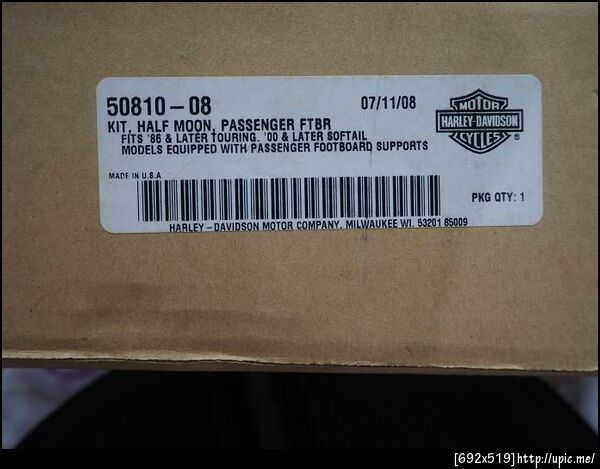 50810-08
07/11/08
KIT, HALF MOON, PASSENGER FTBR
FITS '86 & LATER TOURING. '00 & LATER SOFTAIL
MODELS EQUIPPED WITH PASSENGER FOOTBOARD SUPPORTS
MOTOR
HARLEY-DAVIDSON
CYCLES
®
MADE IN U.S.A
PKG QTY: 1
HARLEY-DAVIDSON MOTOR COMPANY, MILWAUKEE WI. 53201 85009
[692x519]http://upic.me/